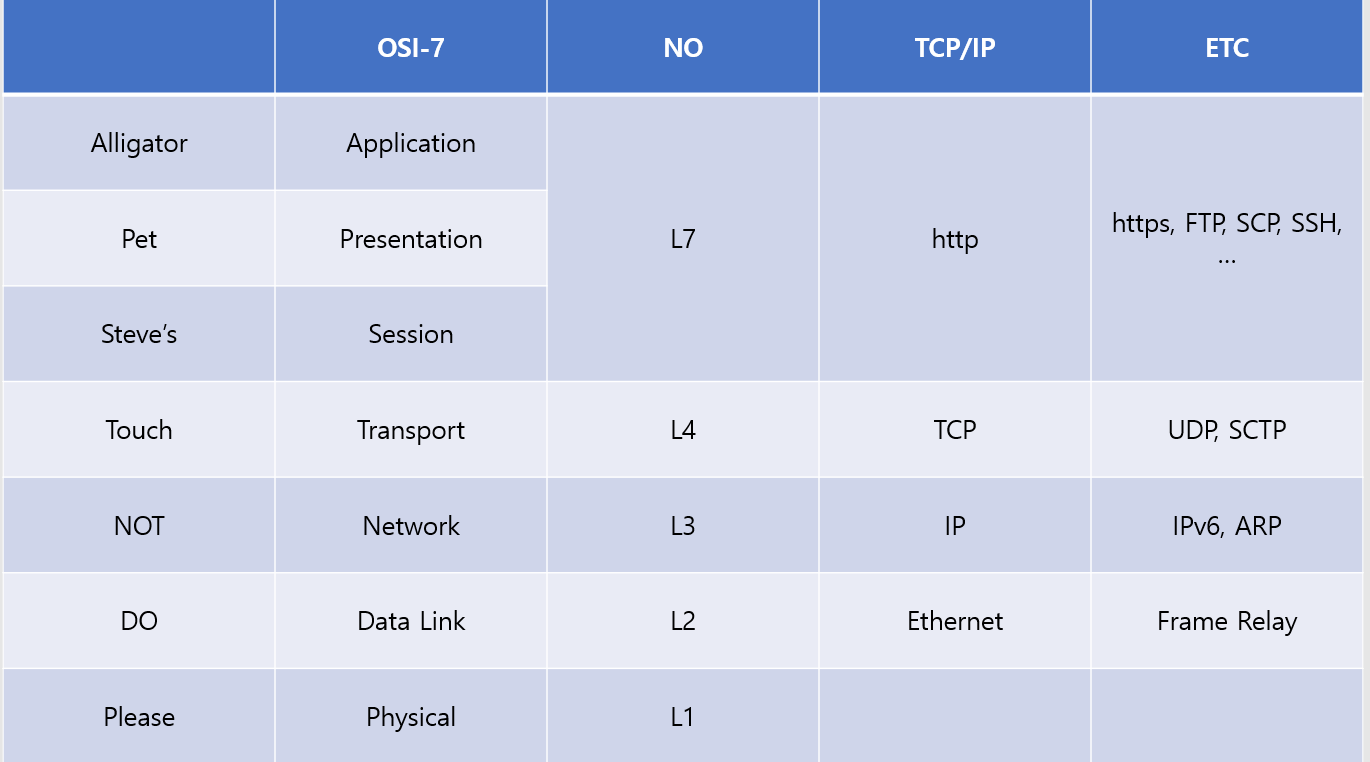 OSI-7 NO TCP/IP ETC
Alligator Application
Pet Presentation L7 http https, FTP, SCP, SSH,
...
Steve's Session
Touch Transport L4 TCP UDP, SCTP
NOT Network L3 IP IPv6, ARP
DO Data Link L2 Ethernet Frame Relay
Please Physical L1